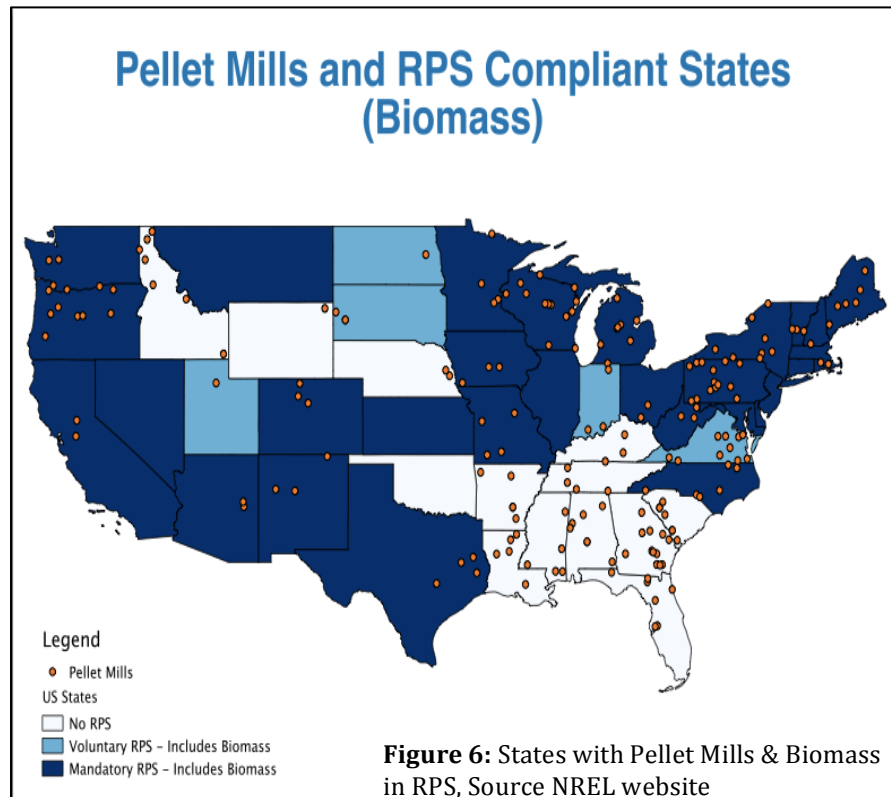 Pellet Mills and RPS Compliant States
(Biomass)
Legend
Pellet Mills
US States
No RPS
Voluntary RPS – Includes Biomass
Mandatory RPS – Includes Biomass
Figure 6: States with Pellet Mills & Biomass
in RPS, Source NREL website